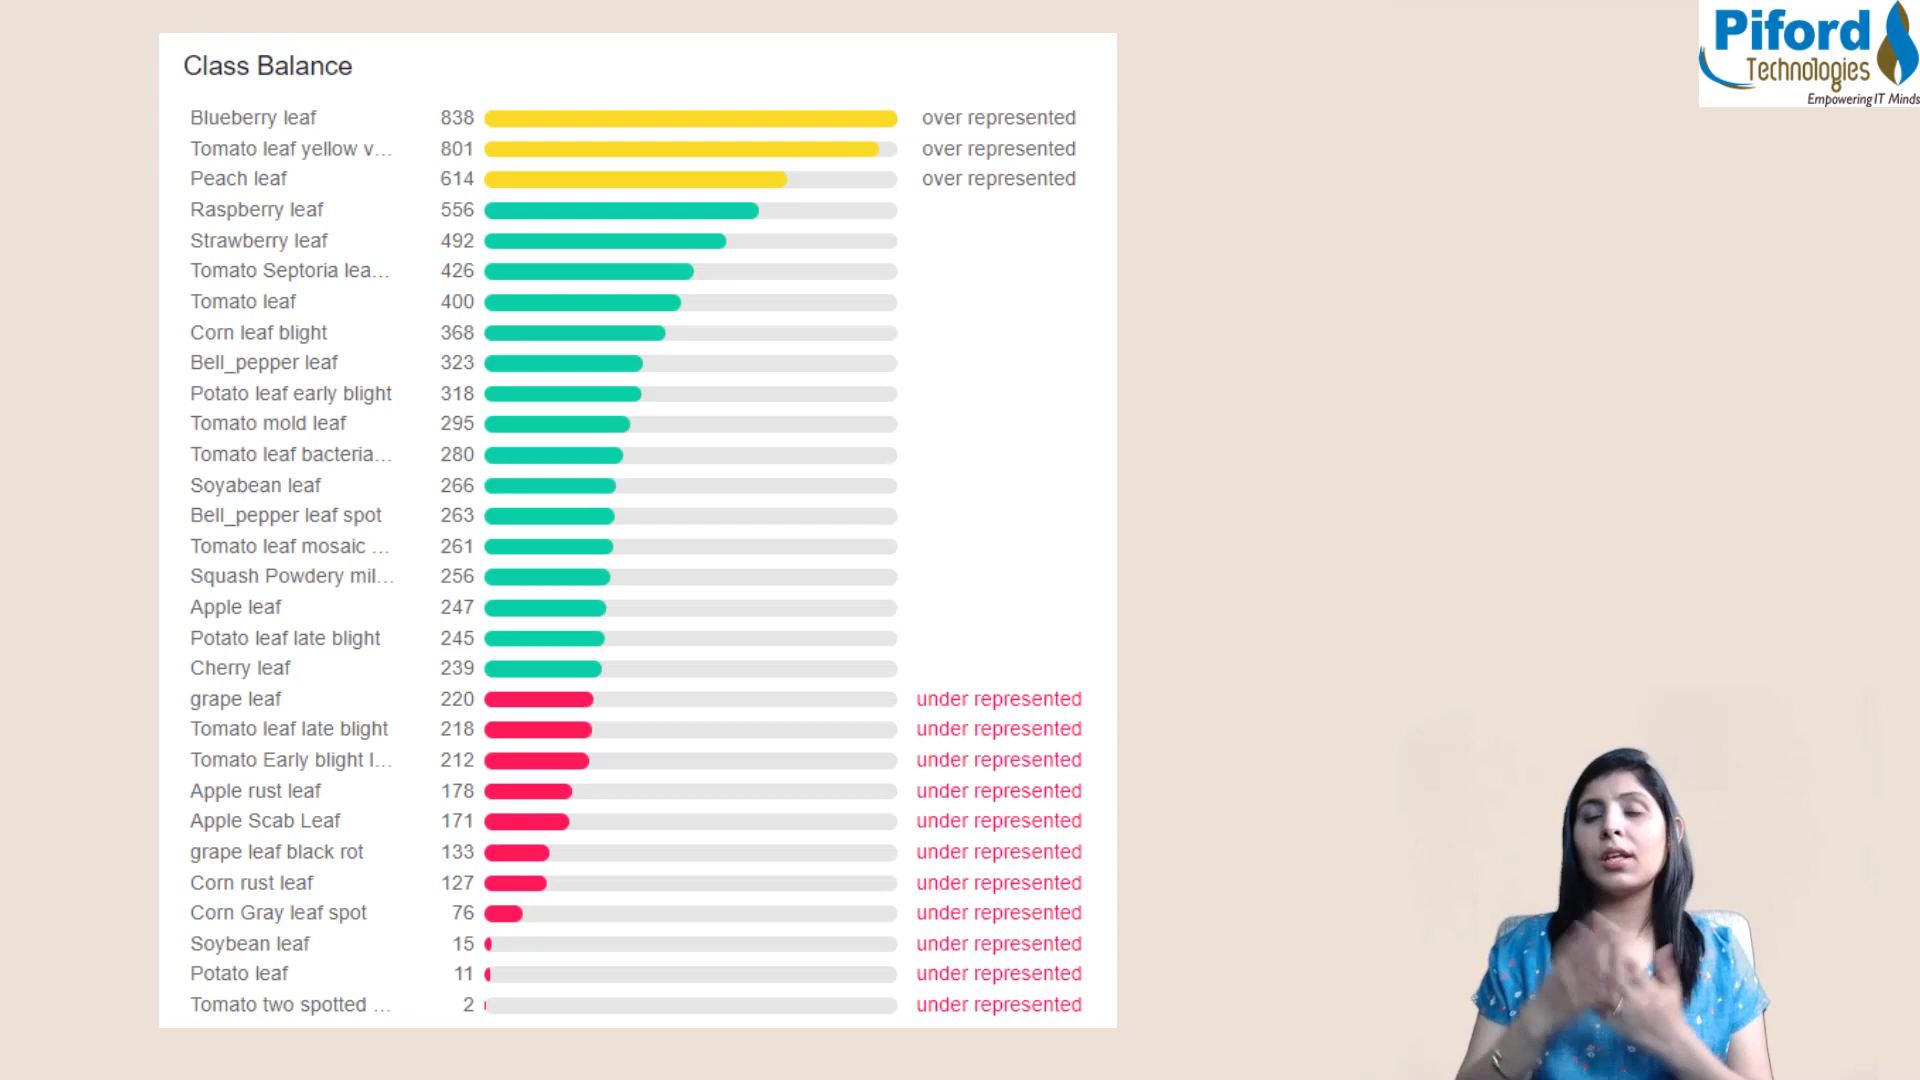 Piford
Technologies
Empowering IT Minds
Class Balance
Blueberry leaf 838 over represented
Tomato leaf yellow v... 801 over represented
Peach leaf 614 over represented
Raspberry leaf 556
Strawberry leaf 492
Tomato Septoria lea... 426
Tomato leaf 400
Corn leaf blight 368
Bell_pepper leaf 323
Potato leaf early blight 318
Tomato mold leaf 295
Tomato leaf bacteria... 280
Soyabean leaf 266
Bell_pepper leaf spot 263
Tomato leaf mosaic ... 261
Squash Powdery mil... 256
Apple leaf 247
Potato leaf late blight 245
Cherry leaf 239
grape leaf 220 under represented
Tomato leaf late blight 218 under represented
Tomato Early blight l... 212 under represented
Apple rust leaf 178 under represented
Apple Scab Leaf 171 under represented
grape leaf black rot 133 under represented
Corn rust leaf 127 under represented
Corn Gray leaf spot 76 under represented
Soybean leaf 15 under represented
Potato leaf 11 under represented
Tomato two spotted ... 2 under represented